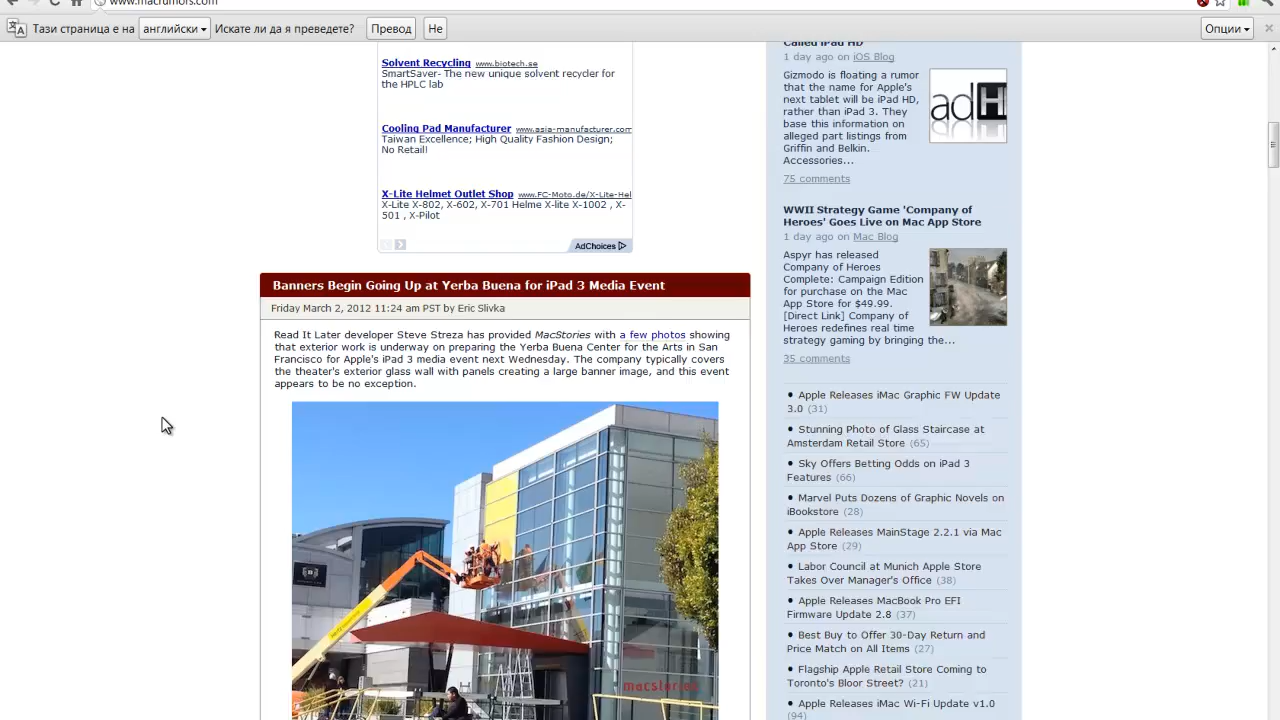 www.macrumors.com
Тази страница е на английски Искате ли да я преведете? Превод Не Опции
Solvent Recycling www.biotech.se
SmartSaver- The new unique solvent recycler for
the HPLC lab
Cooling Pad Manufacturer www.asia-manufacturer.com
Taiwan Excellence; High Quality Fashion Design;
No Retail!
X-Lite Helmet Outlet Shop www.FC-Moto.de/X-Lite-Hel
X-Lite X-802, X-602, X-701 Helme X-lite X-1002 , X-
501 , X-Pilot
AdChoices
Banners Begin Going Up at Yerba Buena for iPad 3 Media Event
Friday March 2, 2012 11:24 am PST by Eric Slivka
Read It Later developer Steve Streza has provided MacStories with a few photos showing
that exterior work is underway on preparing the Yerba Buena Center for the Arts in San
Francisco for Apple's iPad 3 media event next Wednesday. The company typically covers
the theater's exterior glass wall with panels creating a large banner image, and this event
appears to be no exception.
macstories
Called iPad HD
1 day ago on iOS Blog
Gizmodo is floating a rumor
that the name for Apple's
next tablet will be iPad HD,
rather than iPad 3. They
base this information on
alleged part listings from
Griffin and Belkin.
Accessories...
adH
75 comments
WWII Strategy Game 'Company of
Heroes' Goes Live on Mac App Store
1 day ago on Mac Blog
Aspyr has released
Company of Heroes
Complete: Campaign Edition
for purchase on the Mac
App Store for $49.99.
[Direct Link] Company of
Heroes redefines real time
strategy gaming by bringing the...
35 comments
• Apple Releases iMac Graphic FW Update
3.0 (31)
• Stunning Photo of Glass Staircase at
Amsterdam Retail Store (65)
• Sky Offers Betting Odds on iPad 3
Features (66)
• Marvel Puts Dozens of Graphic Novels on
iBookstore (28)
• Apple Releases MainStage 2.2.1 via Mac
App Store (29)
• Labor Council at Munich Apple Store
Takes Over Manager's Office (38)
• Apple Releases MacBook Pro EFI
Firmware Update 2.8 (37)
• Best Buy to Offer 30-Day Return and
Price Match on All Items (27)
• Flagship Apple Retail Store Coming to
Toronto's Bloor Street? (21)
• Apple Releases iMac Wi-Fi Update v1.0
(94)